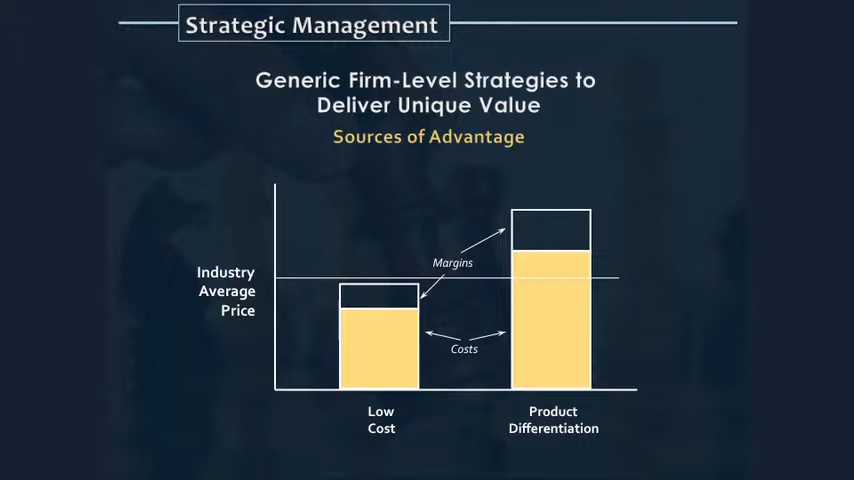 Strategic Management
Generic Firm-Level Strategies to
Deliver Unique Value
Sources of Advantage
Industry
Average
Price
Margins
Costs
Low
Cost
Product
Differentiation